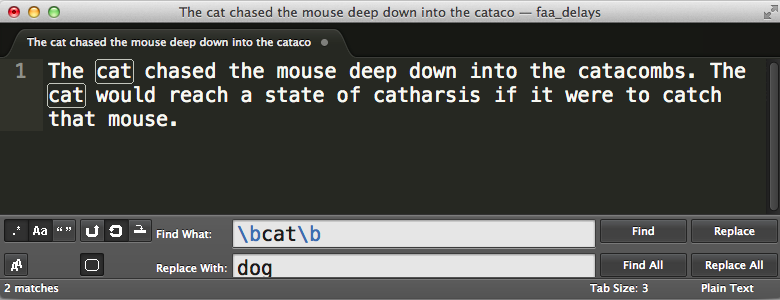 The cat chased the mouse deep down into the cataco — faa_delays
The cat chased the mouse deep down into the cataco
1 The cat chased the mouse deep down into the catacombs. The
cat would reach a state of catharsis if it were to catch
that mouse.
.* Aa “ ” Find What: \bcat\b Find Replace
AA Replace With: dog Find All Replace All
2 matches Tab Size: 3 Plain Text